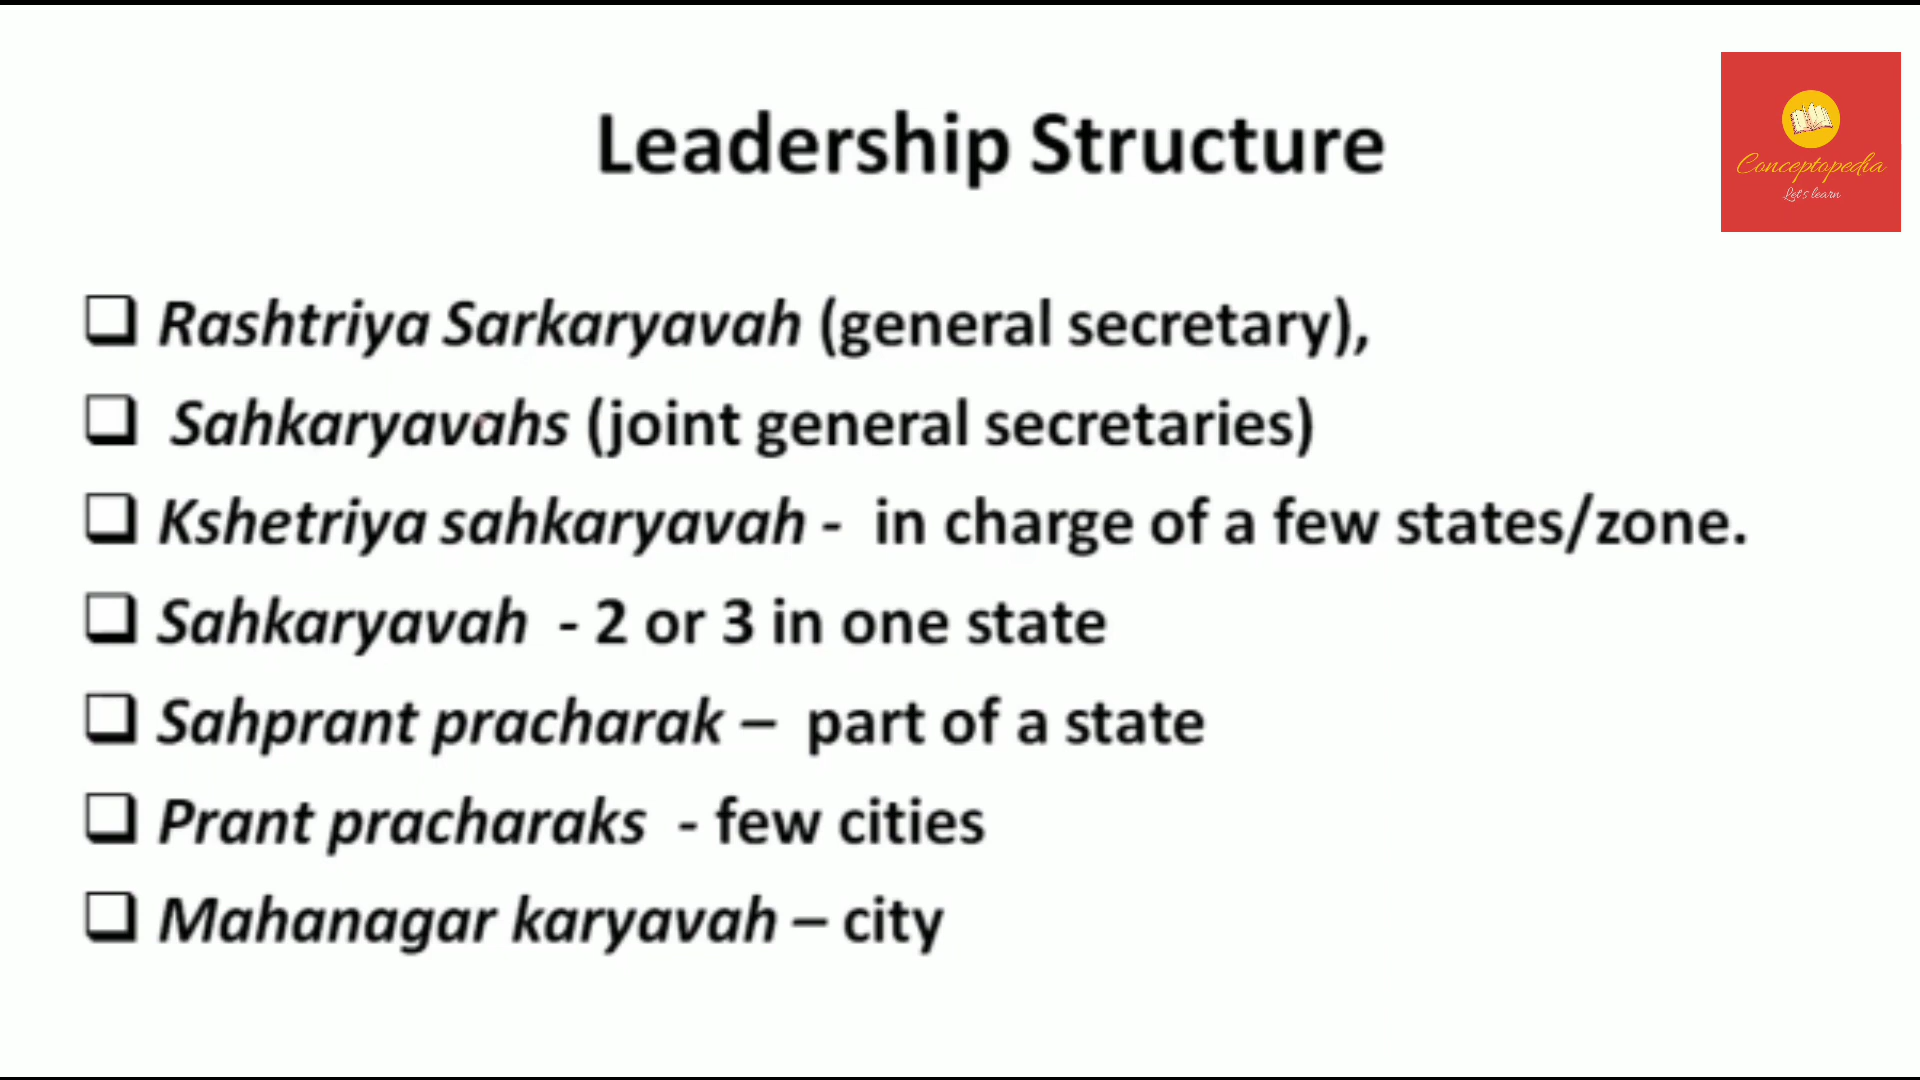 Leadership Structure
Conceptopedia
Let's learn
Rashtriya Sarkaryavah (general secretary),
Sahkaryavahs (joint general secretaries)
Kshetriya sahkaryavah - in charge of a few states/zone.
Sahkaryavah - 2 or 3 in one state
Sahprant pracharak – part of a state
Prant pracharaks - few cities
Mahanagar karyavah – city